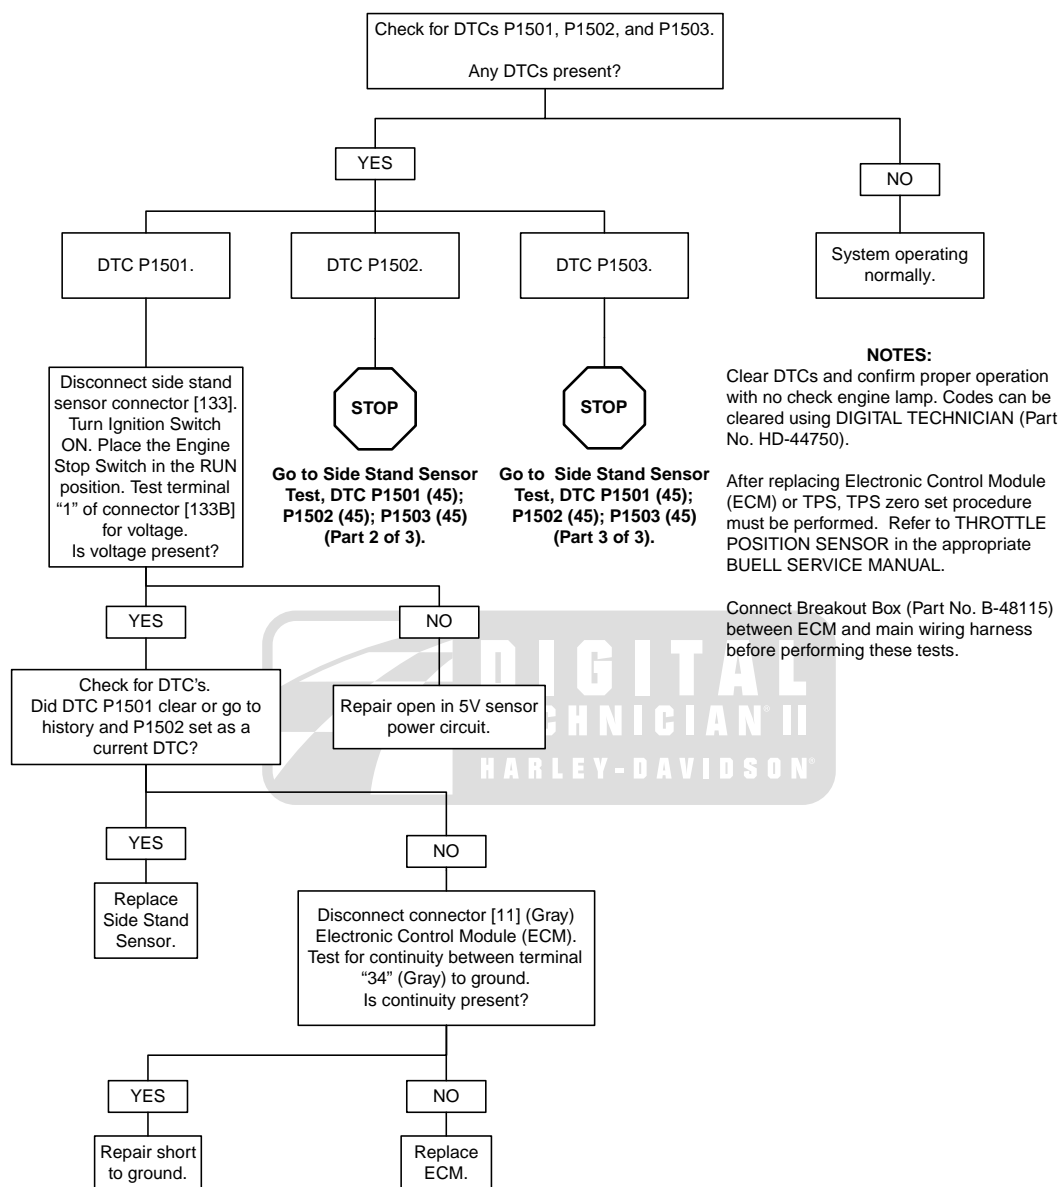 Check for DTCs P1501, P1502, and P1503.
Any DTCs present?
YES
NO
DTC P1501.
DTC P1502.
DTC P1503.
System operating
normally.
Disconnect side stand
sensor connector [133].
Turn Ignition Switch
ON. Place the Engine
Stop Switch in the RUN
position. Test terminal
“1” of connector [133B]
for voltage.
Is voltage present?
STOP
Go to Side Stand Sensor
Test, DTC P1501 (45);
P1502 (45); P1503 (45)
(Part 2 of 3).
STOP
Go to  Side Stand Sensor
Test, DTC P1501 (45);
P1502 (45); P1503 (45)
(Part 3 of 3).
NOTES:
Clear DTCs and confirm proper operation
with no check engine lamp. Codes can be
cleared using DIGITAL TECHNICIAN (Part
No. HD-44750).
After replacing Electronic Control Module
(ECM) or TPS, TPS zero set procedure
must be performed.  Refer to THROTTLE
POSITION SENSOR in the appropriate
BUELL SERVICE MANUAL.
Connect Breakout Box (Part No. B-48115)
between ECM and main wiring harness
before performing these tests.
YES
NO
Check for DTC’s.
Did DTC P1501 clear or go to
history and P1502 set as a
current DTC?
Repair open in 5V sensor
power circuit.
DIGITAL
CHNICIAN® II
HARLEY-DAVIDSON®
YES
NO
Replace
Side Stand
Sensor.
Disconnect connector [11] (Gray)
Electronic Control Module (ECM).
Test for continuity between terminal
“34” (Gray) to ground.
Is continuity present?
YES
NO
Repair short
to ground.
Replace
ECM.